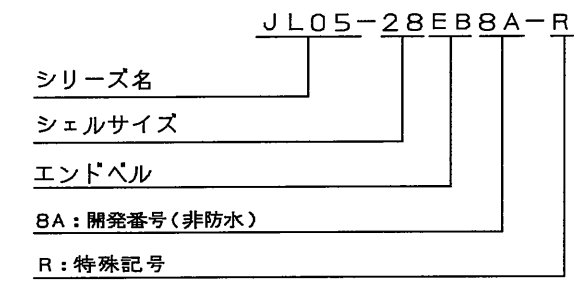 JL05-28EB8A-R
シリーズ名
シェルサイズ
エンドベル
8A:開発番号(非防水)
R:特殊記号